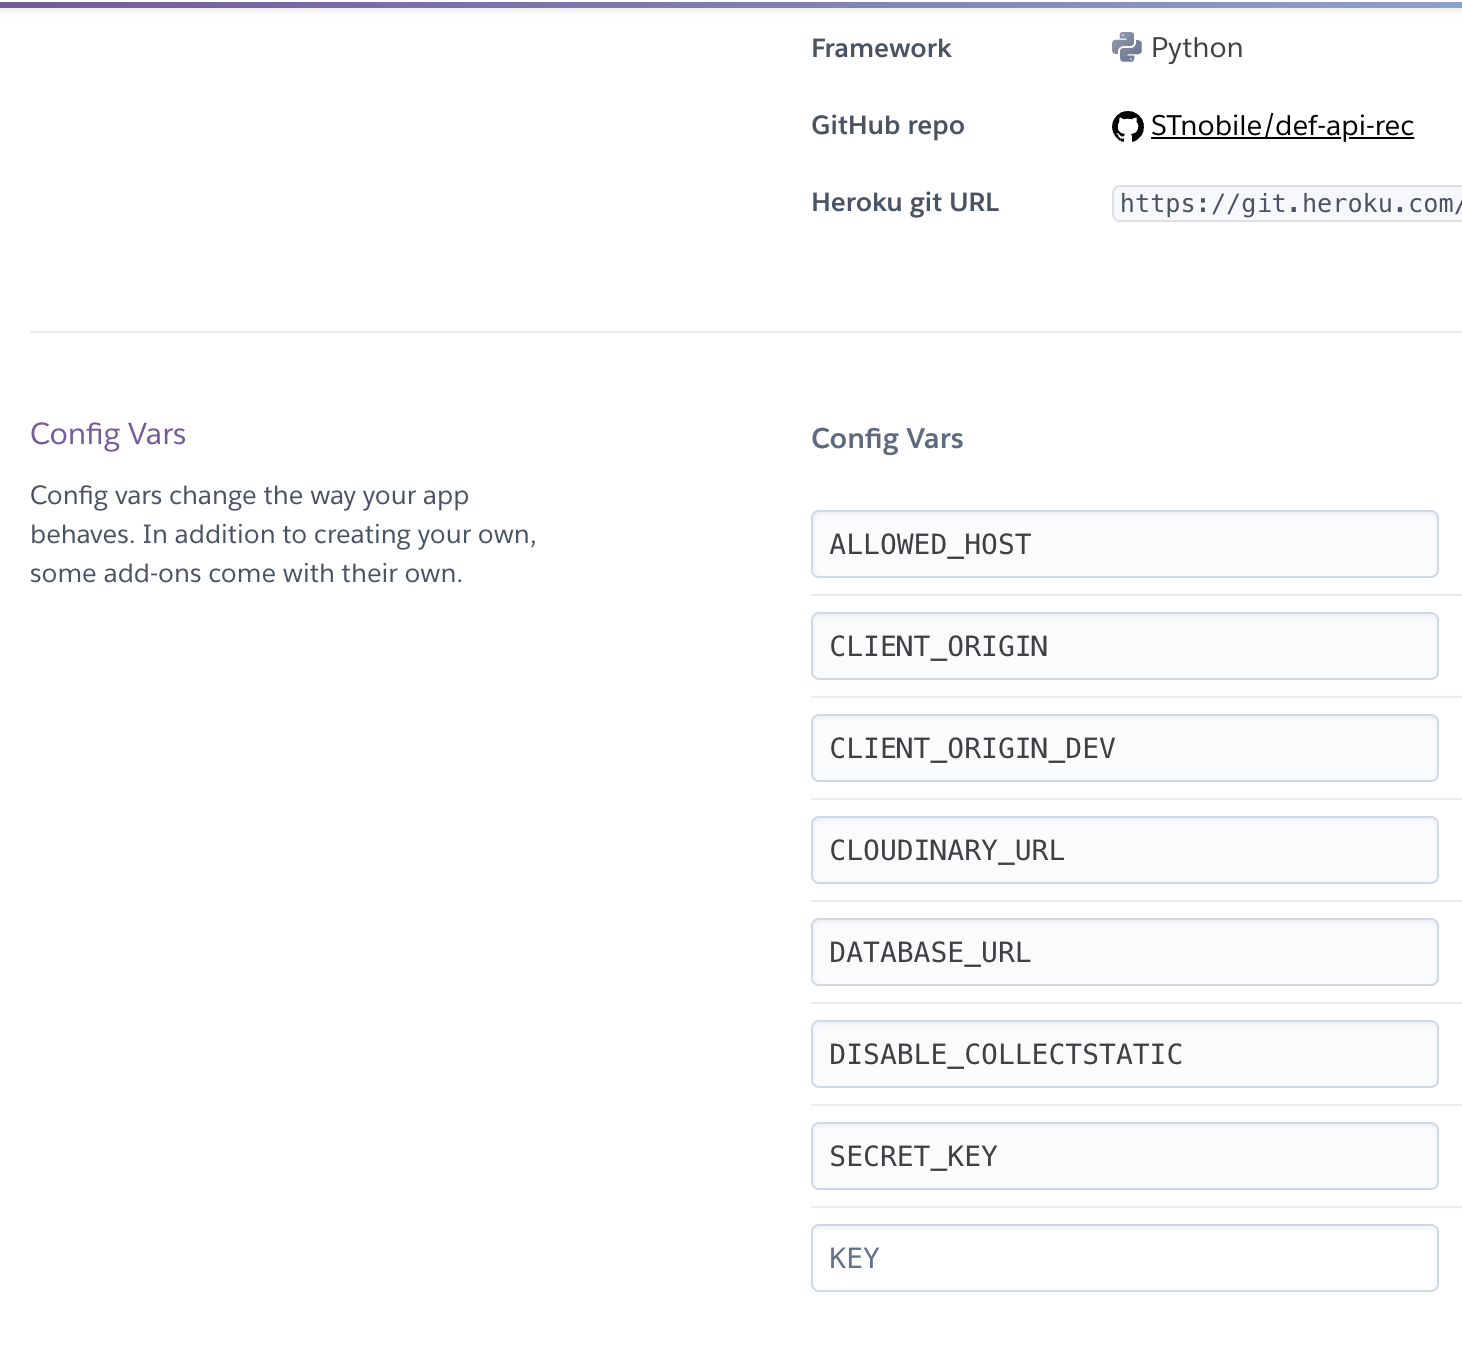 Framework Python
GitHub repo STnobile/def-api-rec
Heroku git URL https://git.heroku.com/
Config Vars
Config vars change the way your app
behaves. In addition to creating your own,
some add-ons come with their own.
Config Vars
ALLOWED_HOST
CLIENT_ORIGIN
CLIENT_ORIGIN_DEV
CLOUDINARY_URL
DATABASE_URL
DISABLE_COLLECTSTATIC
SECRET_KEY
KEY